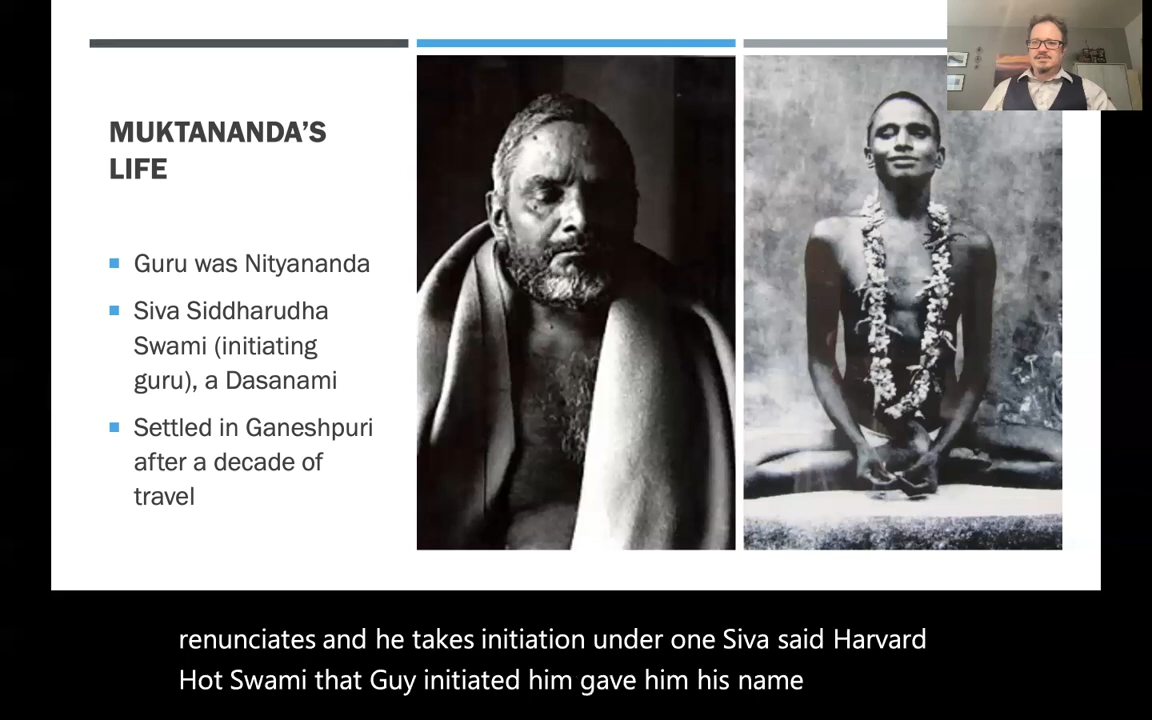 MUKTANANDA'S
LIFE
Guru was Nityananda
Siva Siddharudha
Swami (initiating
guru), a Dasanami
Settled in Ganeshpuri
after a decade of
travel
renunciates and he takes initiation under one Siva said Harvard
Hot Swami that Guy initiated him gave him his name